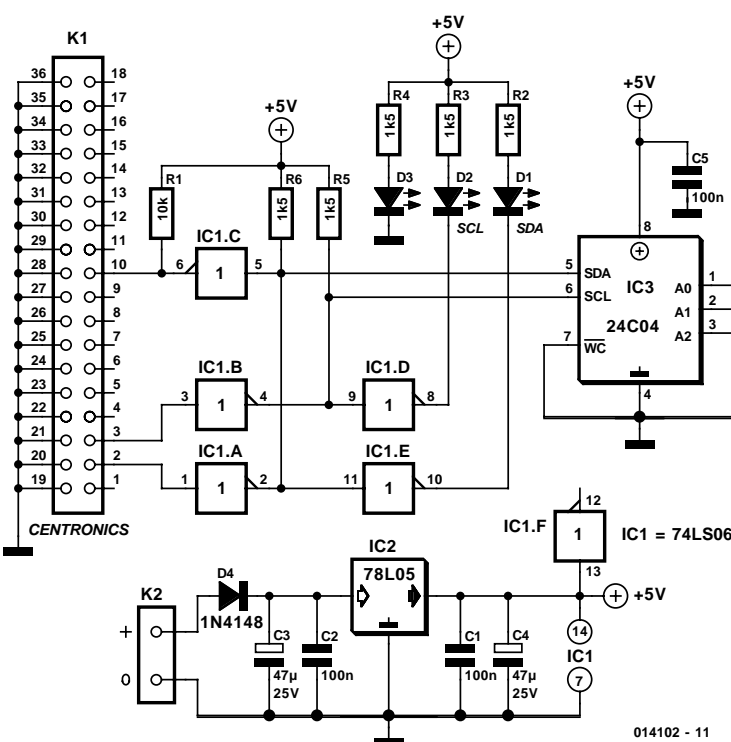 K1
36 18
35 17
34 16
33 15
32 14
31 13
30 12
29 11
28 10
27 9
26 8
25 7
24 6
23 5
22 4
21 3
20 2
19 1
CENTRONICS
+5V
R1
10k
R6
1k5
R5
1k5
+5V
R4
1k5
R3
1k5
R2
1k5
D3
D2
SCL
D1
SDA
+5V
C5
100n
IC1.C
6 1 5
IC1.B
3 1 4
IC1.D
9 1 8
IC1.A
1 1 2
IC1.E
11 1 10
8
5 SDA
6 SCL
7 WC
IC3
24C04
A0 1
A1 2
A2 3
4
12
IC1.F
1
13
IC1 = 74LS06
K2
+
0
D4
1N4148
C3
47µ
25V
C2
100n
IC2
78L05
C1
100n
C4
47µ
25V
+5V
14
IC1
7
014102 - 11